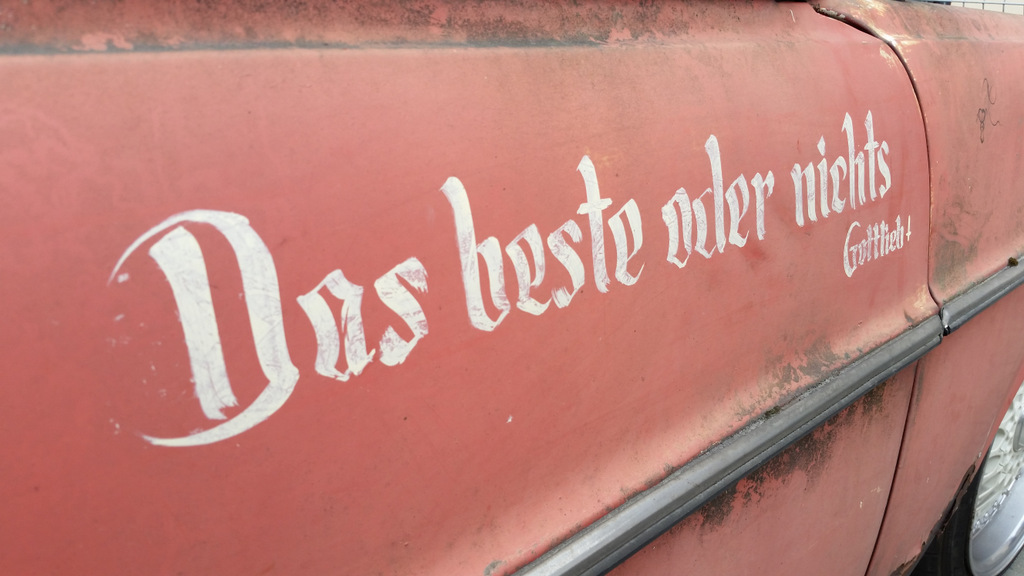 Das beste oder nichts
Gottlieb†